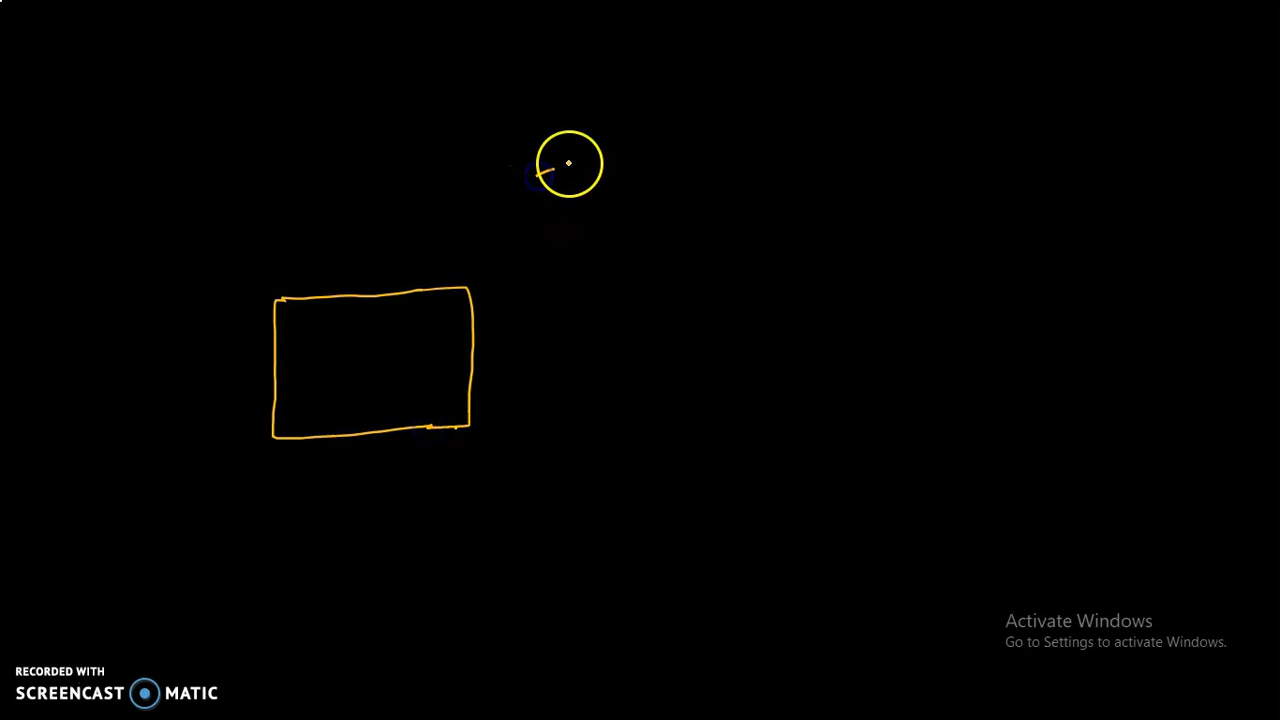 Activate Windows
Go to Settings to activate Windows.
RECORDED WITH
SCREENCAST MATIC